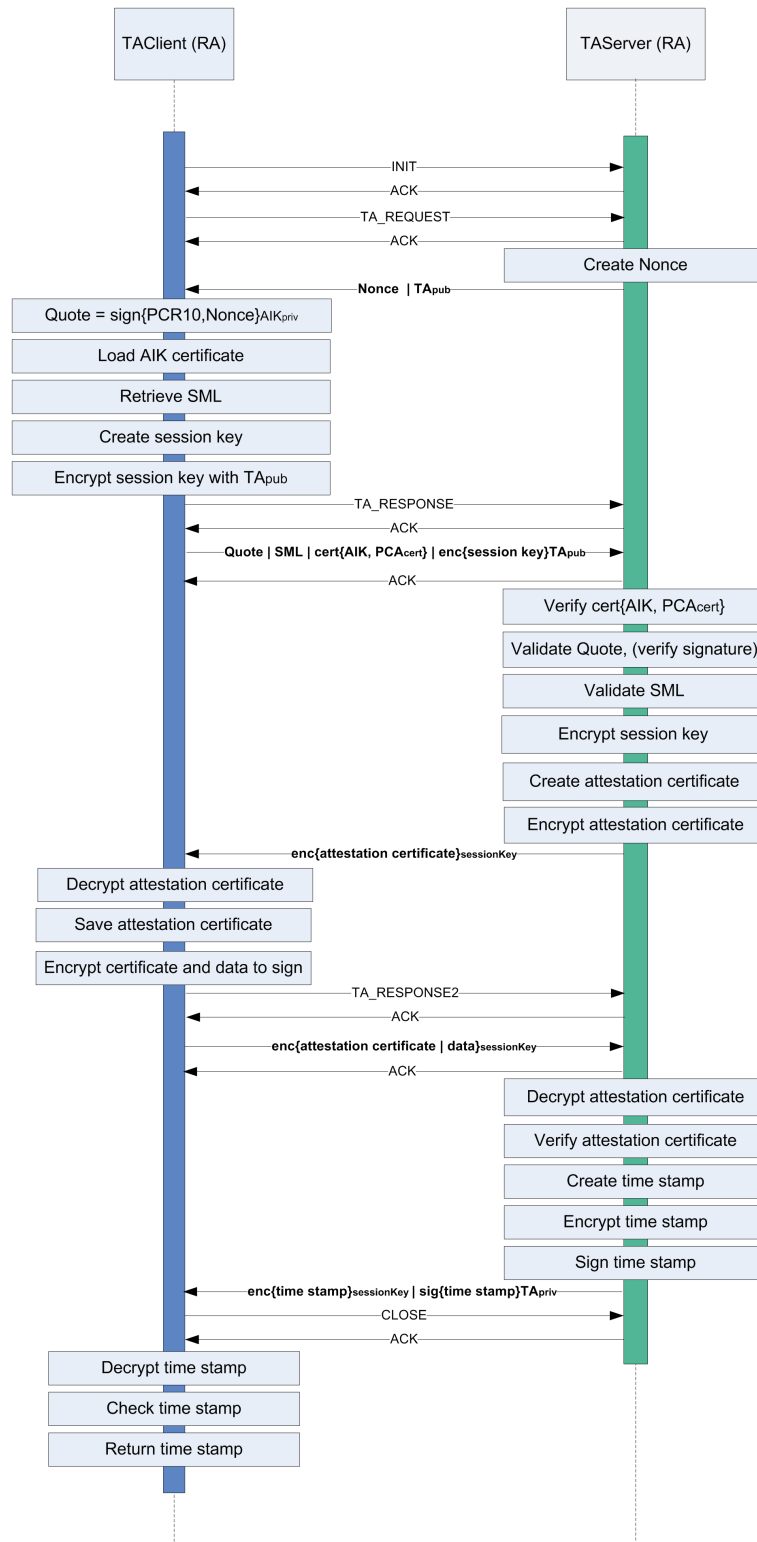 TAClient (RA)
TAServer (RA)
INIT
ACK
TA_REQUEST
ACK
Create Nonce
Nonce | TApub
Quote = sign{PCR10,Nonce}AIKpriv
Load AIK certificate
Retrieve SML
Create session key
Encrypt session key with TApub
TA_RESPONSE
ACK
Quote | SML | cert{AIK, PCAcert} | enc{session key}TApub
ACK
Verify cert{AIK, PCAcert}
Validate Quote, (verify signature)
Validate SML
Encrypt session key
Create attestation certificate
Encrypt attestation certificate
enc{attestation certificate}sessionKey
Decrypt attestation certificate
Save attestation certificate
Encrypt certificate and data to sign
TA_RESPONSE2
ACK
enc{attestation certificate | data}sessionKey
ACK
Decrypt attestation certificate
Verify attestation certificate
Create time stamp
Encrypt time stamp
Sign time stamp
enc{time stamp}sessionKey | sig{time stamp}TApriv
CLOSE
ACK
Decrypt time stamp
Check time stamp
Return time stamp